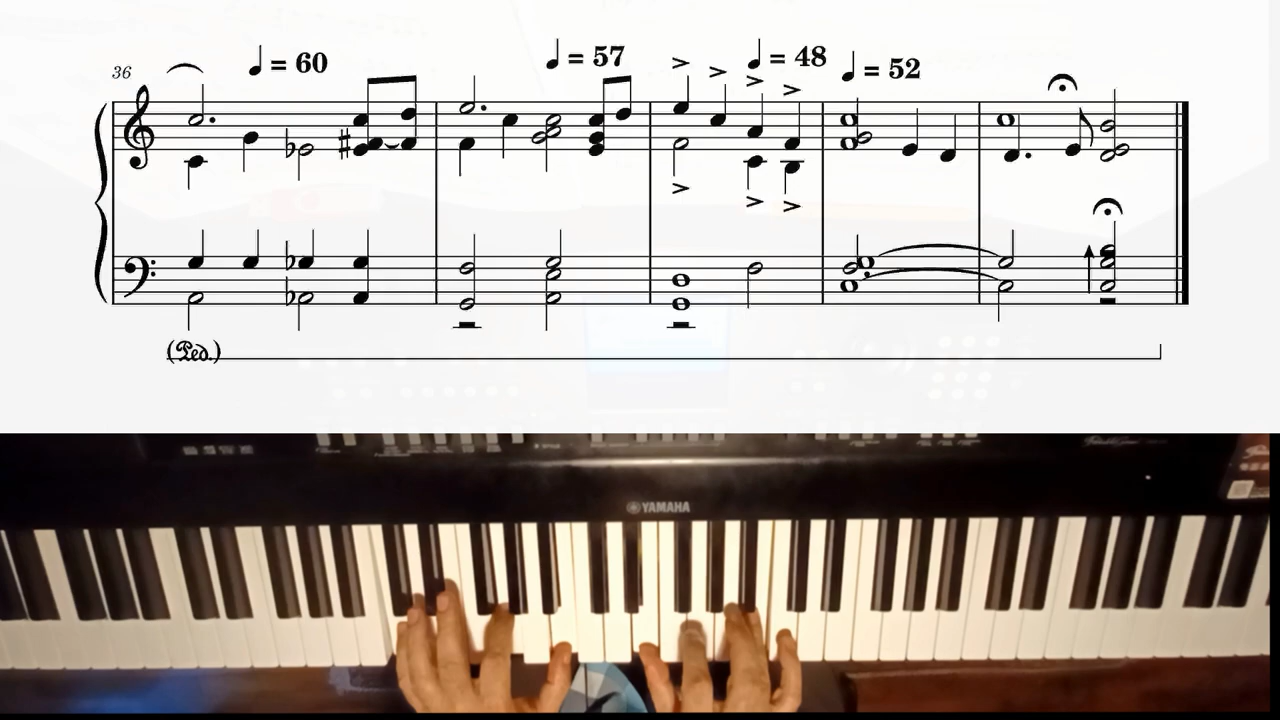 36
= 60
= 57
= 48
= 52
(Ped.)
YAMAHA